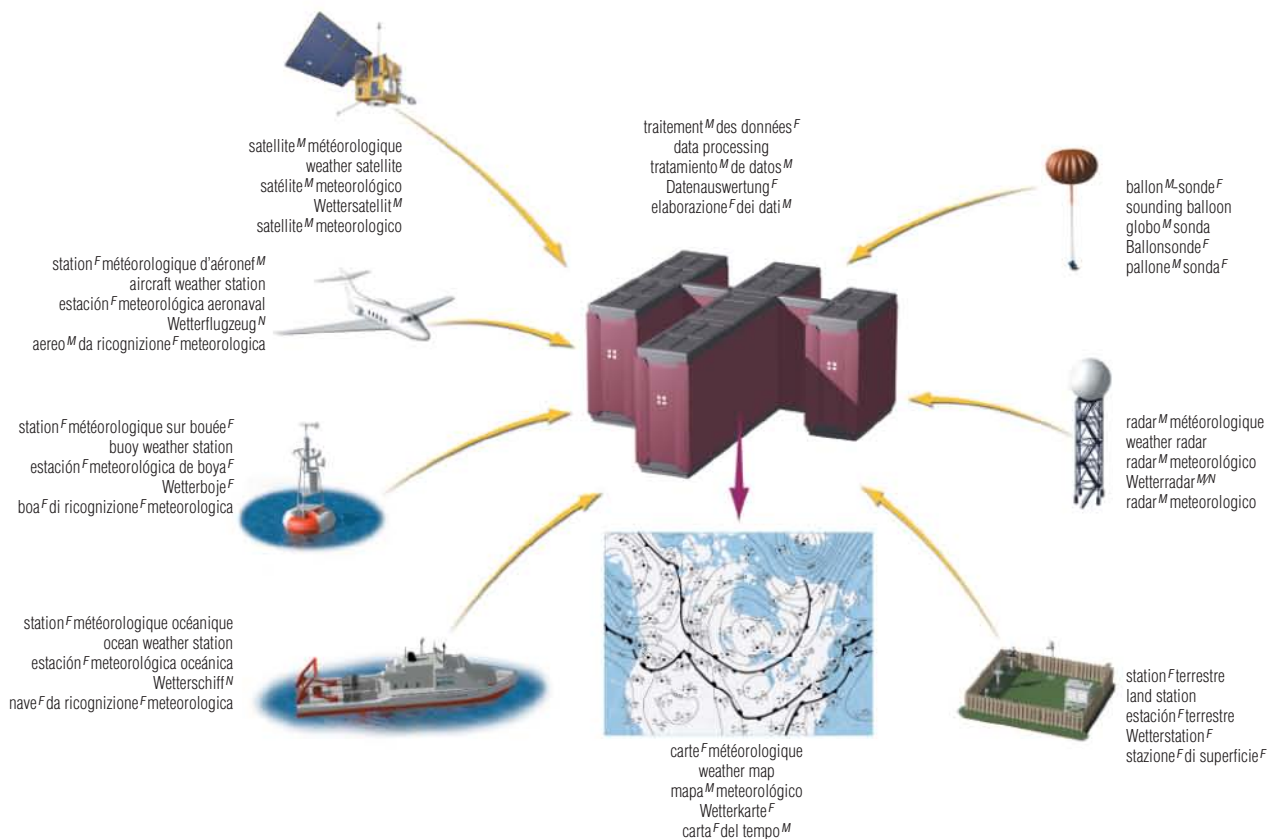 satelliteᴹ météorologique
weather satellite
satéliteᴹ meteorológico
Wettersatellitᴹ
satelliteᴹ meteorologico
traitementᴹ des donnéesF
data processing
tratamientoᴹ de datosᴹ
DatenauswertungF
elaborazioneF dei datiᴹ
ballonᴹ-sondeF
sounding balloon
globoᴹ sonda
BallonsondeF
palloneᴹ sondaF
stationF météorologique d'aéronefᴹ
aircraft weather station
estaciónF meteorológica aeronaval
Wetterflugzeugᴺ
aereoᴹ da ricognizioneF meteorologica
stationF météorologique sur bouéeF
buoy weather station
estaciónF meteorológica de boyaF
WetterbojeF
boaF di ricognizioneF meteorologica
radarᴹ météorologique
weather radar
radarᴹ meteorológico
Wetterradarᴹ/ᴺ
radarᴹ meteorologico
stationF météorologique océanique
ocean weather station
estaciónF meteorológica oceánica
Wetterschiffᴺ
naveF da ricognizioneF meteorologica
stationF terrestre
land station
estaciónF terrestre
WetterstationF
stazioneF di superficieF
carteF météorologique
weather map
mapaᴹ meteorológico
WetterkarteF
cartaF del tempoᴹ